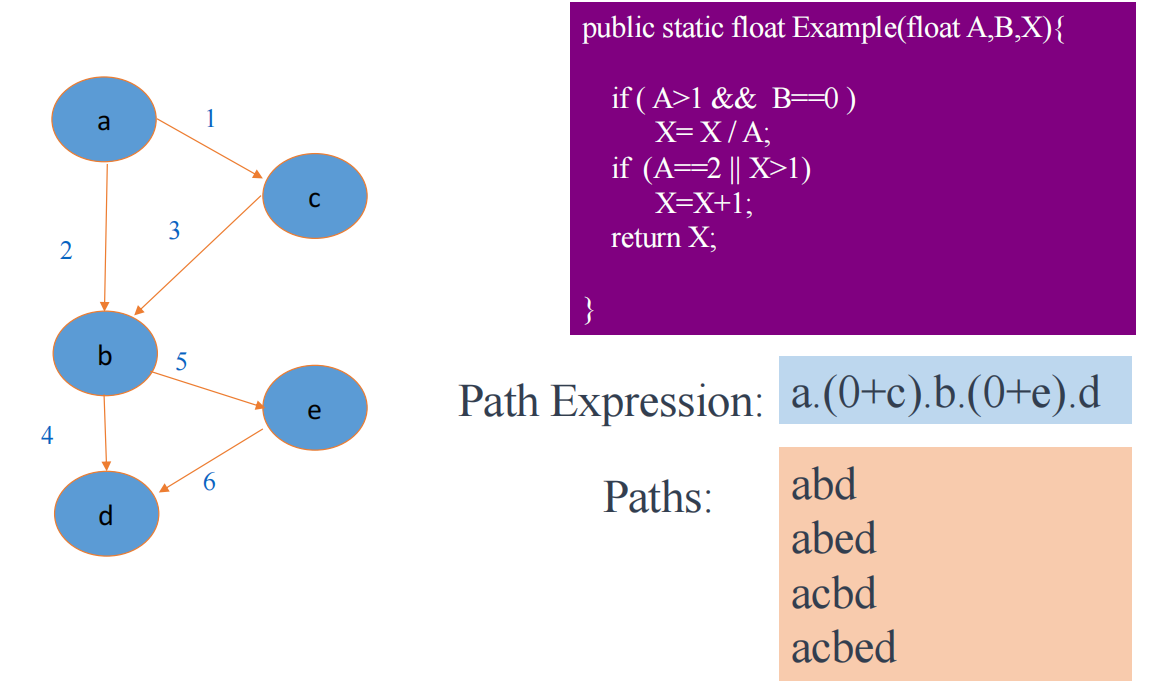 a
1
c
2
3
b
5
e
4
6
d
public static float Example(float A,B,X){
if ( A>1 && B==0 )
X= X / A;
if (A==2 || X>1)
X=X+1;
return X;
}
Path Expression: a.(0+c).b.(0+e).d
Paths:
abd
abed
acbd
acbed